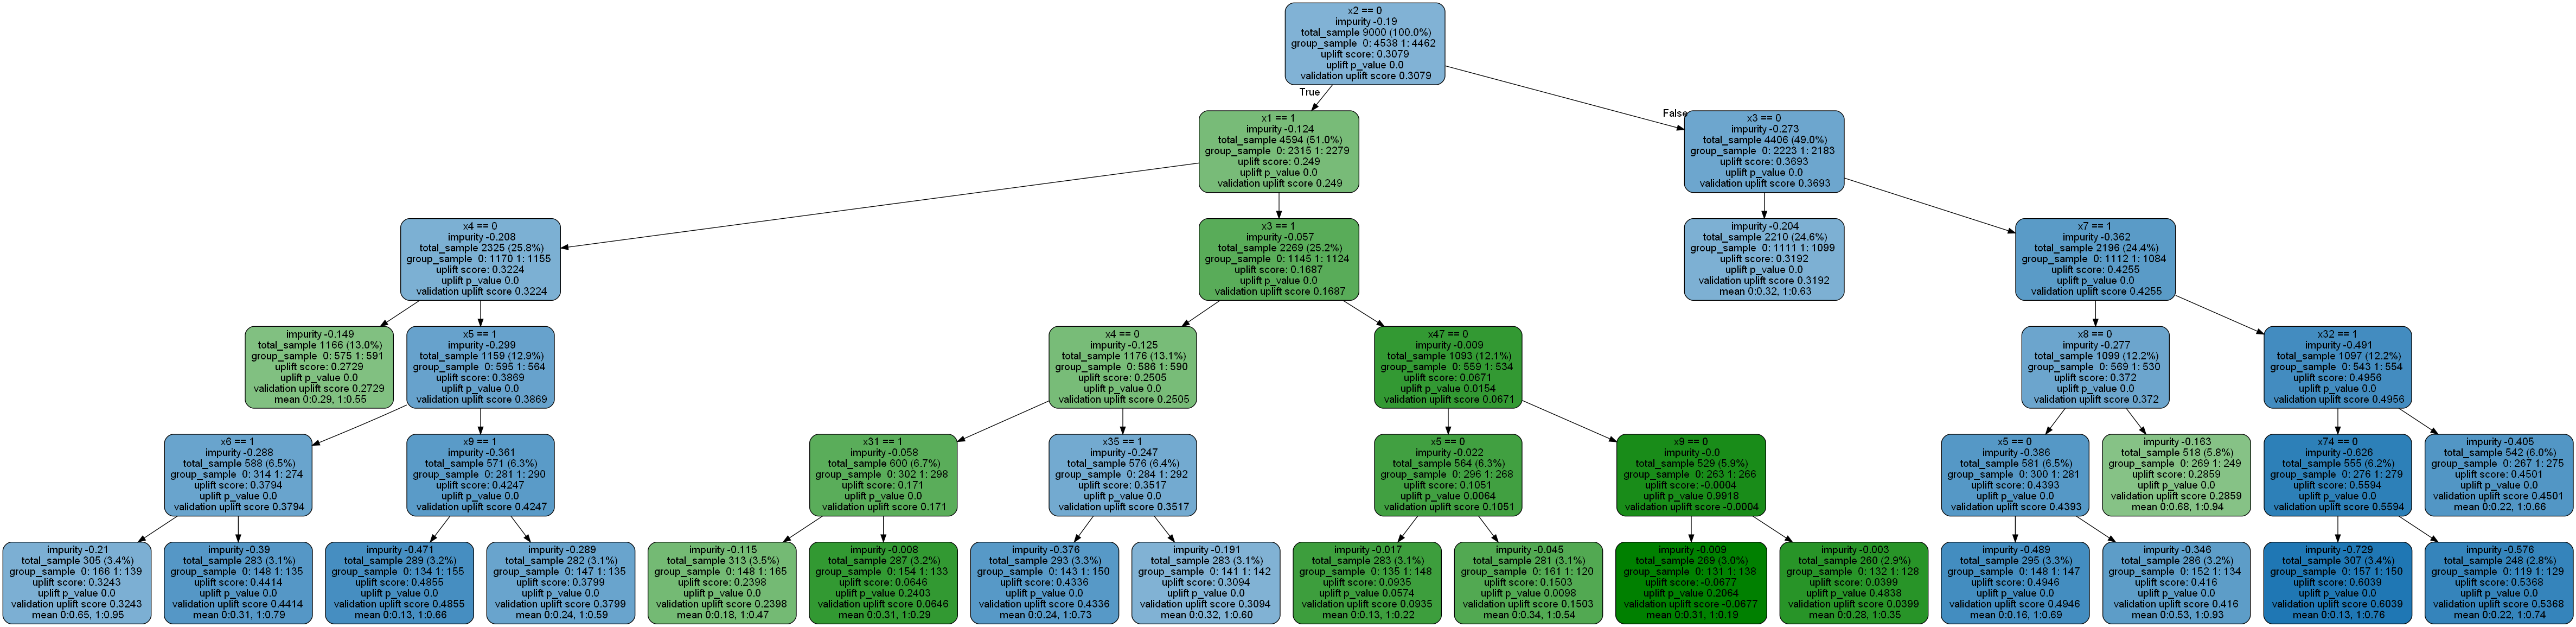 x2 == 0
impurity -0.19
total_sample 9000 (100.0%)
group_sample 0: 4538 1: 4462
uplift score: 0.3079
uplift p_value 0.0
validation uplift score 0.3079
True
False
x1 == 1
impurity -0.124
total_sample 4594 (51.0%)
group_sample 0: 2315 1: 2279
uplift score: 0.249
uplift p_value 0.0
validation uplift score 0.249
x3 == 0
impurity -0.273
total_sample 4406 (49.0%)
group_sample 0: 2223 1: 2183
uplift score: 0.3693
uplift p_value 0.0
validation uplift score 0.3693
x4 == 0
impurity -0.208
total_sample 2325 (25.8%)
group_sample 0: 1170 1: 1155
uplift score: 0.3224
uplift p_value 0.0
validation uplift score 0.3224
x3 == 1
impurity -0.057
total_sample 2269 (25.2%)
group_sample 0: 1145 1: 1124
uplift score: 0.1687
uplift p_value 0.0
validation uplift score 0.1687
impurity -0.204
total_sample 2210 (24.6%)
group_sample 0: 1111 1: 1099
uplift score: 0.3192
uplift p_value 0.0
validation uplift score 0.3192
mean 0:0.32, 1:0.63
x7 == 1
impurity -0.362
total_sample 2196 (24.4%)
group_sample 0: 1112 1: 1084
uplift score: 0.4255
uplift p_value 0.0
validation uplift score 0.4255
impurity -0.149
total_sample 1166 (13.0%)
group_sample 0: 575 1: 591
uplift score: 0.2729
uplift p_value 0.0
validation uplift score 0.2729
mean 0:0.29, 1:0.55
x5 == 1
impurity -0.299
total_sample 1159 (12.9%)
group_sample 0: 595 1: 564
uplift score: 0.3869
uplift p_value 0.0
validation uplift score 0.3869
x4 == 0
impurity -0.125
total_sample 1176 (13.1%)
group_sample 0: 586 1: 590
uplift score: 0.2505
uplift p_value 0.0
validation uplift score 0.2505
x47 == 0
impurity -0.009
total_sample 1093 (12.1%)
group_sample 0: 559 1: 534
uplift score: 0.0671
uplift p_value 0.0154
validation uplift score 0.0671
x8 == 0
impurity -0.277
total_sample 1099 (12.2%)
group_sample 0: 569 1: 530
uplift score: 0.372
uplift p_value 0.0
validation uplift score 0.372
x32 == 1
impurity -0.491
total_sample 1097 (12.2%)
group_sample 0: 543 1: 554
uplift score: 0.4956
uplift p_value 0.0
validation uplift score 0.4956
x6 == 1
impurity -0.288
total_sample 588 (6.5%)
group_sample 0: 314 1: 274
uplift score: 0.3794
uplift p_value 0.0
validation uplift score 0.3794
x9 == 1
impurity -0.361
total_sample 571 (6.3%)
group_sample 0: 281 1: 290
uplift score: 0.4247
uplift p_value 0.0
validation uplift score 0.4247
x31 == 1
impurity -0.058
total_sample 600 (6.7%)
group_sample 0: 302 1: 298
uplift score: 0.171
uplift p_value 0.0
validation uplift score 0.171
x35 == 1
impurity -0.247
total_sample 576 (6.4%)
group_sample 0: 284 1: 292
uplift score: 0.3517
uplift p_value 0.0
validation uplift score 0.3517
x5 == 0
impurity -0.022
total_sample 564 (6.3%)
group_sample 0: 296 1: 268
uplift score: 0.1051
uplift p_value 0.0064
validation uplift score 0.1051
x9 == 0
impurity -0.0
total_sample 529 (5.9%)
group_sample 0: 263 1: 266
uplift score: -0.0004
uplift p_value 0.9918
validation uplift score -0.0004
x5 == 0
impurity -0.386
total_sample 581 (6.5%)
group_sample 0: 300 1: 281
uplift score: 0.4393
uplift p_value 0.0
validation uplift score 0.4393
impurity -0.163
total_sample 518 (5.8%)
group_sample 0: 269 1: 249
uplift score: 0.2859
uplift p_value 0.0
validation uplift score 0.2859
mean 0:0.68, 1:0.94
x74 == 0
impurity -0.626
total_sample 555 (6.2%)
group_sample 0: 276 1: 279
uplift score: 0.5594
uplift p_value 0.0
validation uplift score 0.5594
impurity -0.405
total_sample 542 (6.0%)
group_sample 0: 267 1: 275
uplift score: 0.4501
uplift p_value 0.0
validation uplift score 0.4501
mean 0:0.22, 1:0.66
impurity -0.21
total_sample 305 (3.4%)
group_sample 0: 166 1: 139
uplift score: 0.3243
uplift p_value 0.0
validation uplift score 0.3243
mean 0:0.65, 1:0.95
impurity -0.39
total_sample 283 (3.1%)
group_sample 0: 148 1: 135
uplift score: 0.4414
uplift p_value 0.0
validation uplift score 0.4414
mean 0:0.31, 1:0.79
impurity -0.471
total_sample 289 (3.2%)
group_sample 0: 134 1: 155
uplift score: 0.4855
uplift p_value 0.0
validation uplift score 0.4855
mean 0:0.13, 1:0.66
impurity -0.289
total_sample 282 (3.1%)
group_sample 0: 147 1: 135
uplift score: 0.3799
uplift p_value 0.0
validation uplift score 0.3799
mean 0:0.24, 1:0.59
impurity -0.115
total_sample 313 (3.5%)
group_sample 0: 148 1: 165
uplift score: 0.2398
uplift p_value 0.0
validation uplift score 0.2398
mean 0:0.18, 1:0.47
impurity -0.008
total_sample 287 (3.2%)
group_sample 0: 154 1: 133
uplift score: 0.0646
uplift p_value 0.2403
validation uplift score 0.0646
mean 0:0.31, 1:0.29
impurity -0.376
total_sample 293 (3.3%)
group_sample 0: 143 1: 150
uplift score: 0.4336
uplift p_value 0.0
validation uplift score 0.4336
mean 0:0.24, 1:0.73
impurity -0.191
total_sample 283 (3.1%)
group_sample 0: 141 1: 142
uplift score: 0.3094
uplift p_value 0.0
validation uplift score 0.3094
mean 0:0.32, 1:0.60
impurity -0.017
total_sample 283 (3.1%)
group_sample 0: 135 1: 148
uplift score: 0.0935
uplift p_value 0.0574
validation uplift score 0.0935
mean 0:0.13, 1:0.22
impurity -0.045
total_sample 281 (3.1%)
group_sample 0: 161 1: 120
uplift score: 0.1503
uplift p_value 0.0098
validation uplift score 0.1503
mean 0:0.34, 1:0.54
impurity -0.009
total_sample 269 (3.0%)
group_sample 0: 131 1: 138
uplift score: -0.0677
uplift p_value 0.2064
validation uplift score -0.0677
mean 0:0.31, 1:0.19
impurity -0.003
total_sample 260 (2.9%)
group_sample 0: 132 1: 128
uplift score: 0.0399
uplift p_value 0.4838
validation uplift score 0.0399
mean 0:0.28, 1:0.35
impurity -0.489
total_sample 295 (3.3%)
group_sample 0: 148 1: 147
uplift score: 0.4946
uplift p_value 0.0
validation uplift score 0.4946
mean 0:0.16, 1:0.69
impurity -0.346
total_sample 286 (3.2%)
group_sample 0: 152 1: 134
uplift score: 0.416
uplift p_value 0.0
validation uplift score 0.416
mean 0:0.53, 1:0.93
impurity -0.729
total_sample 307 (3.4%)
group_sample 0: 157 1: 150
uplift score: 0.6039
uplift p_value 0.0
validation uplift score 0.6039
mean 0:0.13, 1:0.76
impurity -0.576
total_sample 248 (2.8%)
group_sample 0: 119 1: 129
uplift score: 0.5368
uplift p_value 0.0
validation uplift score 0.5368
mean 0:0.22, 1:0.74